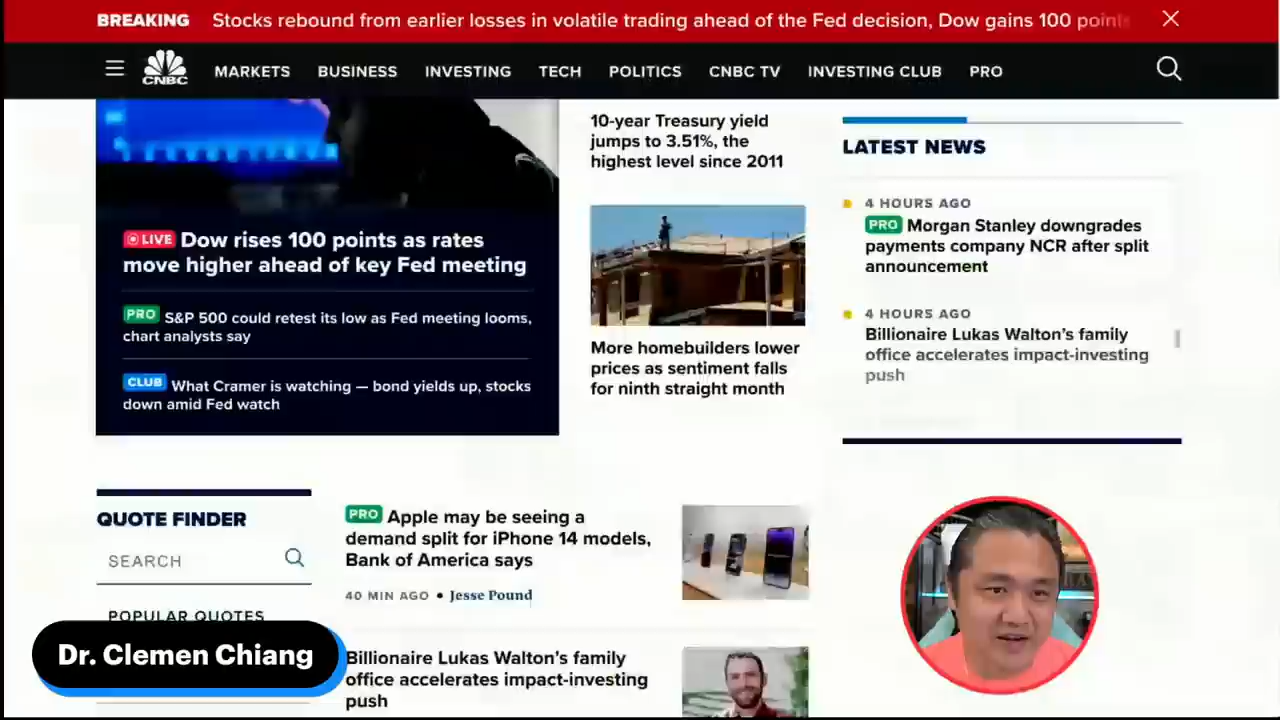 BREAKING Stocks rebound from earlier losses in volatile trading ahead of the Fed decision, Dow gains 100 points
CNBC
MARKETS BUSINESS INVESTING TECH POLITICS CNBC TV INVESTING CLUB PRO
LIVE Dow rises 100 points as rates
move higher ahead of key Fed meeting
PRO S&P 500 could retest its low as Fed meeting looms,
chart analysts say
CLUB What Cramer is watching — bond yields up, stocks
down amid Fed watch
10-year Treasury yield
jumps to 3.51%, the
highest level since 2011
More homebuilders lower
prices as sentiment falls
for ninth straight month
LATEST NEWS
4 HOURS AGO
PRO Morgan Stanley downgrades
payments company NCR after split
announcement
4 HOURS AGO
Billionaire Lukas Walton's family
office accelerates impact-investing
push
QUOTE FINDER
SEARCH
POPULAR QUOTES
PRO Apple may be seeing a
demand split for iPhone 14 models,
Bank of America says
40 MIN AGO • Jesse Pound
Billionaire Lukas Walton's family
office accelerates impact-investing
push
Dr. Clemen Chiang